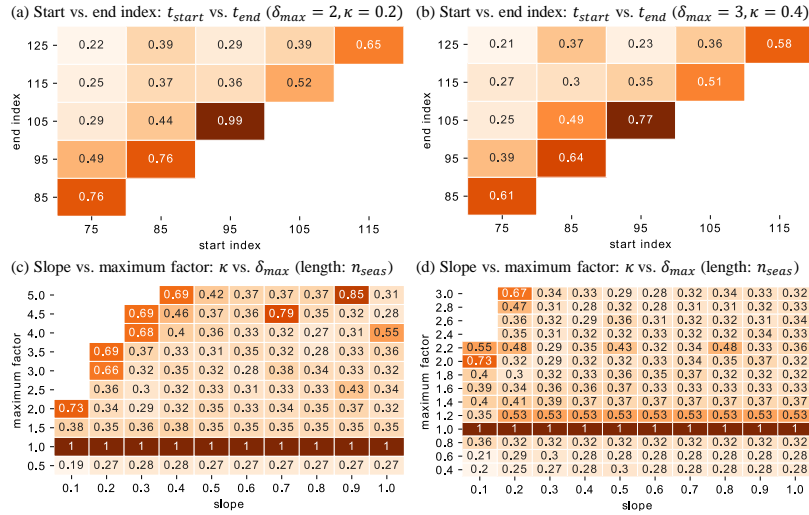 (a) Start vs. end index: t_start vs. t_end (δ_max = 2, κ = 0.2)
125 0.22 0.39 0.29 0.39 0.65
115 0.25 0.37 0.36 0.52
105 0.29 0.44 0.99
95 0.49 0.76
85 0.76
75 85 95 105 115
start index
end index
(b) Start vs. end index: t_start vs. t_end (δ_max = 3, κ = 0.4)
125 0.21 0.37 0.23 0.36 0.58
115 0.27 0.3 0.35 0.51
105 0.25 0.49 0.77
95 0.39 0.64
85 0.61
75 85 95 105 115
start index
end index
(c) Slope vs. maximum factor: κ vs. δ_max (length: n_seas)
5.0 0.69 0.42 0.37 0.37 0.37 0.85 0.31
4.5 0.69 0.46 0.37 0.36 0.79 0.35 0.32 0.28
4.0 0.68 0.4 0.36 0.33 0.32 0.27 0.31 0.55
3.5 0.69 0.37 0.33 0.31 0.35 0.32 0.28 0.33 0.36
3.0 0.66 0.32 0.35 0.32 0.28 0.38 0.34 0.33 0.32
2.5 0.36 0.3 0.32 0.33 0.31 0.33 0.33 0.43 0.34
2.0 0.73 0.34 0.29 0.32 0.35 0.34 0.35 0.35 0.37 0.32
1.5 0.38 0.35 0.36 0.38 0.35 0.35 0.35 0.34 0.35 0.35
1.0 1 1 1 1 1 1 1 1 1 1
0.5 0.19 0.27 0.28 0.28 0.27 0.27 0.27 0.27 0.27 0.27
0.1 0.2 0.3 0.4 0.5 0.6 0.7 0.8 0.9 1.0
slope
maximum factor
(d) Slope vs. maximum factor: κ vs. δ_max (length: n_seas)
3.0 0.67 0.34 0.33 0.29 0.28 0.32 0.34 0.33 0.32
2.8 0.47 0.31 0.28 0.32 0.28 0.31 0.31 0.32 0.34
2.6 0.36 0.32 0.29 0.36 0.31 0.32 0.32 0.34 0.32
2.4 0.35 0.31 0.32 0.32 0.33 0.34 0.32 0.34 0.33
2.2 0.55 0.48 0.29 0.35 0.43 0.32 0.34 0.48 0.33 0.36
2.0 0.73 0.32 0.29 0.32 0.32 0.33 0.34 0.35 0.37 0.32
1.8 0.4 0.3 0.32 0.33 0.36 0.35 0.36 0.32 0.33 0.33
1.6 0.39 0.34 0.36 0.36 0.37 0.33 0.33 0.33 0.33 0.33
1.4 0.4 0.41 0.39 0.37 0.37 0.37 0.37 0.37 0.37 0.37
1.2 0.35 0.53 0.53 0.53 0.53 0.53 0.53 0.53 0.53 0.53
1.0 1 1 1 1 1 1 1 1 1 1
0.8 0.36 0.32 0.32 0.32 0.32 0.32 0.32 0.32 0.32 0.32
0.6 0.21 0.29 0.3 0.28 0.28 0.28 0.28 0.28 0.28 0.28
0.4 0.2 0.25 0.27 0.28 0.3 0.28 0.28 0.28 0.28 0.28
0.1 0.2 0.3 0.4 0.5 0.6 0.7 0.8 0.9 1.0
slope
maximum factor